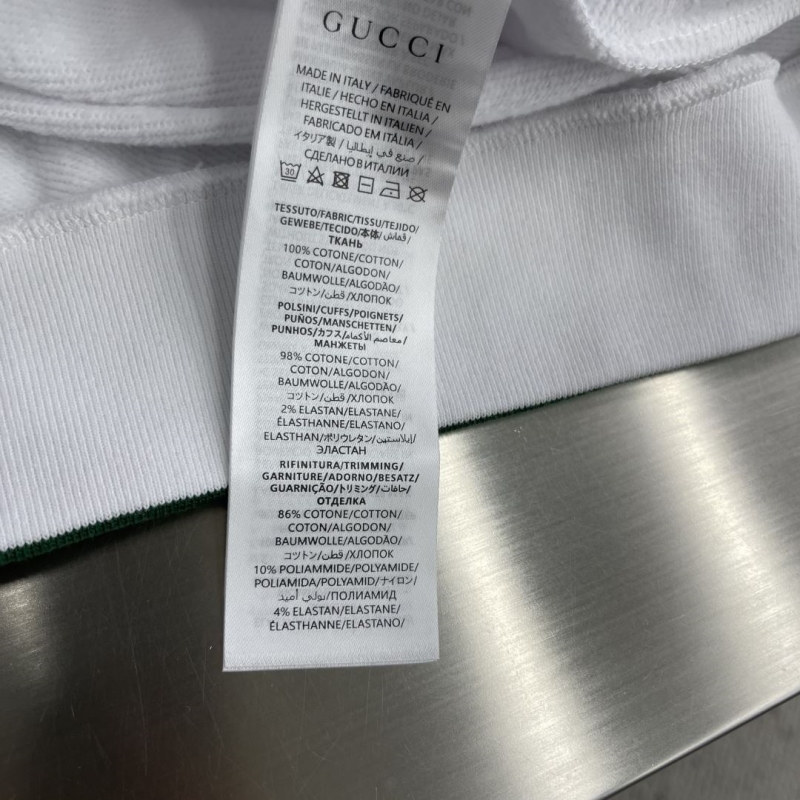 GUCCI
MADE IN ITALY / FABRIQUÉ EN
ITALIE / HECHO EN ITALIA /
HERGESTELLT IN ITALIEN /
FABRICADO EM ITÁLIA /
イタリア製 / صنع في إيطاليا /
СДЕЛАНО В ИТАЛИИ
30
TESSUTO/FABRIC/TISSU/TEJIDO/
GEWEBE/TECIDO/本体/قماش/
ТКАНЬ
100% COTONE/COTTON/
COTON/ALGODON/
BAUMWOLLE/ALGODÃO/
コットン/قطن/ХЛОПОК
POLSINI/CUFFS/POIGNETS/
PUÑOS/MANSCHETTEN/
PUNHOS/カフス/معاصم الأكمام/
МАНЖЕТЫ
98% COTONE/COTTON/
COTON/ALGODON/
BAUMWOLLE/ALGODÃO/
コットン/قطن/ХЛОПОК
2% ELASTAN/ELASTANE/
ÉLASTHANNE/ELASTANO/
ELASTHAN/ポリウレタン/إيلاستين/
ЭЛАСТАН
RIFINITURA/TRIMMING/
GARNITURE/ADORNO/BESATZ/
GUARNIÇÃO/トリミング/حافات/
ОТДЕЛКА
86% COTONE/COTTON/
COTON/ALGODON/
BAUMWOLLE/ALGODÃO/
コットン/قطن/ХЛОПОК
10% POLIAMMIDE/POLYAMIDE/
POLIAMIDA/POLYAMID/ナイロン/
بولي أميد/ПОЛИАМИД
4% ELASTAN/ELASTANE/
ÉLASTHANNE/ELASTANO/